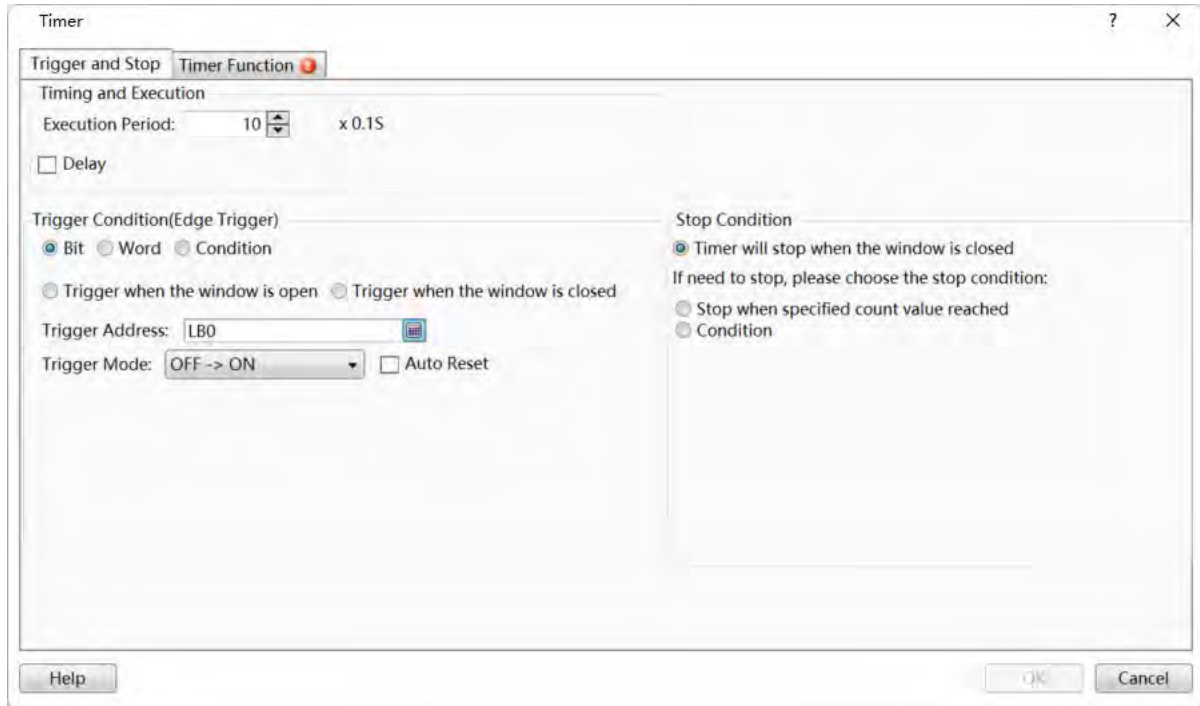 Timer ? ×
Trigger and Stop Timer Function
Timing and Execution
Execution Period: 10 x 0.1S
Delay
Trigger Condition(Edge Trigger) Stop Condition
Bit Word Condition Timer will stop when the window is closed
If need to stop, please choose the stop condition:
Trigger when the window is open Trigger when the window is closed
Stop when specified count value reached
Trigger Address: LB0 Condition
Trigger Mode: OFF -> ON Auto Reset
Help OK Cancel